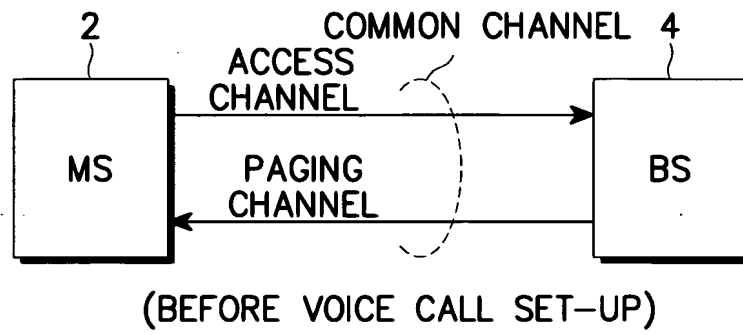 2
COMMON CHANNEL 4
ACCESS
CHANNEL
MS
PAGING
CHANNEL
BS
(BEFORE VOICE CALL SET-UP)